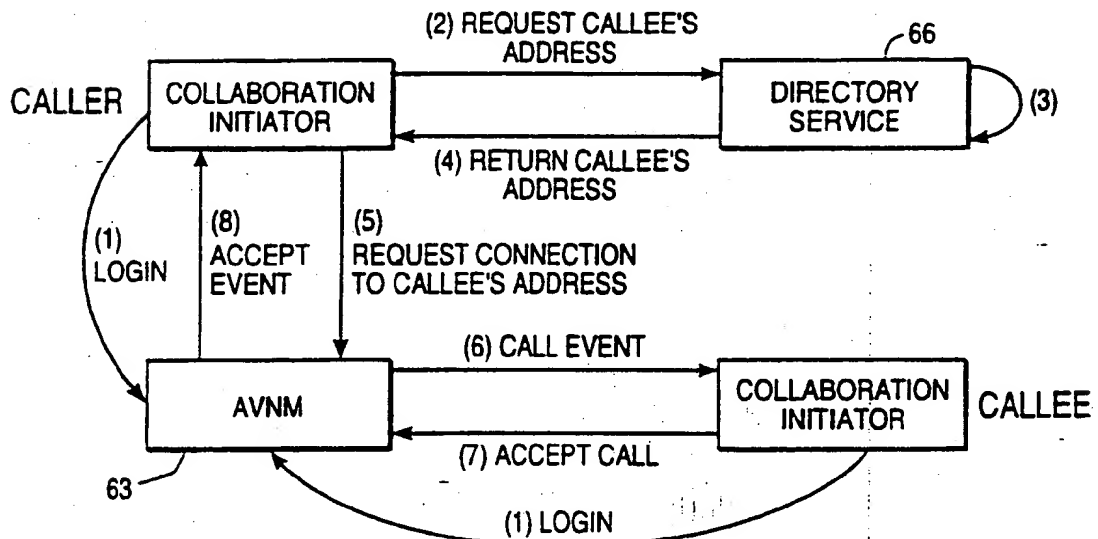 (2) REQUEST CALLEE'S
ADDRESS
66
CALLER
COLLABORATION
INITIATOR
DIRECTORY
SERVICE
(3)
(4) RETURN CALLEE'S
ADDRESS
(1)
LOGIN
(8)
ACCEPT
EVENT
(5)
REQUEST CONNECTION
TO CALLEE'S ADDRESS
(6) CALL EVENT
AVNM
COLLABORATION
INITIATOR
CALLEE
(7) ACCEPT CALL
63
(1) LOGIN